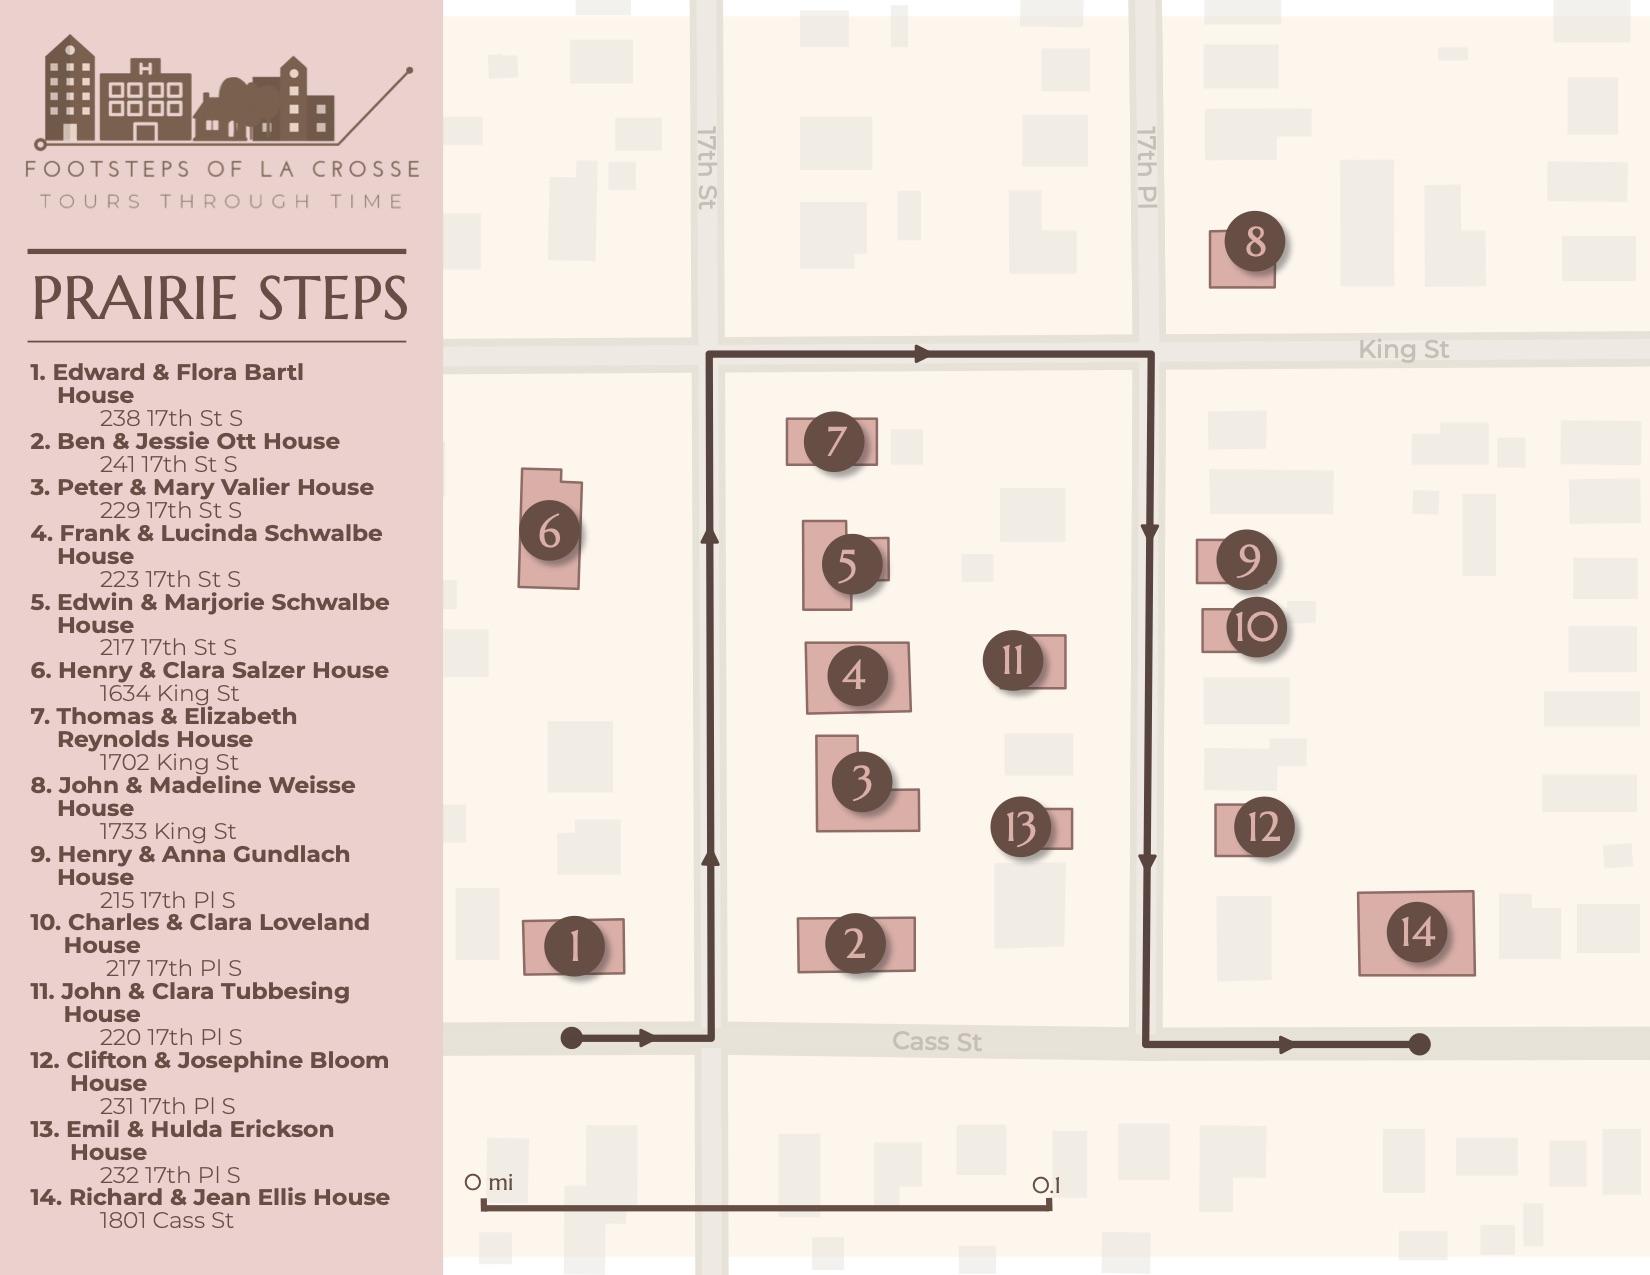 H
FOOTSTEPS OF LA CROSSE
TOURS THROUGH TIME
PRAIRIE STEPS
1. Edward & Flora Bartl
House
238 17th St S
2. Ben & Jessie Ott House
241 17th St S
3. Peter & Mary Valier House
229 17th St S
4. Frank & Lucinda Schwalbe
House
223 17th St S
5. Edwin & Marjorie Schwalbe
House
217 17th St S
6. Henry & Clara Salzer House
1634 King St
7. Thomas & Elizabeth
Reynolds House
1702 King St
8. John & Madeline Weisse
House
1733 King St
9. Henry & Anna Gundlach
House
215 17th Pl S
10. Charles & Clara Loveland
House
217 17th Pl S
11. John & Clara Tubbesing
House
220 17th Pl S
12. Clifton & Josephine Bloom
House
231 17th Pl S
13. Emil & Hulda Erickson
House
232 17th Pl S
14. Richard & Jean Ellis House
1801 Cass St
17th St
17th Pl
8
King St
7
6
5
9
10
11
4
3
13
12
14
1
2
Cass St
0 mi
0.1